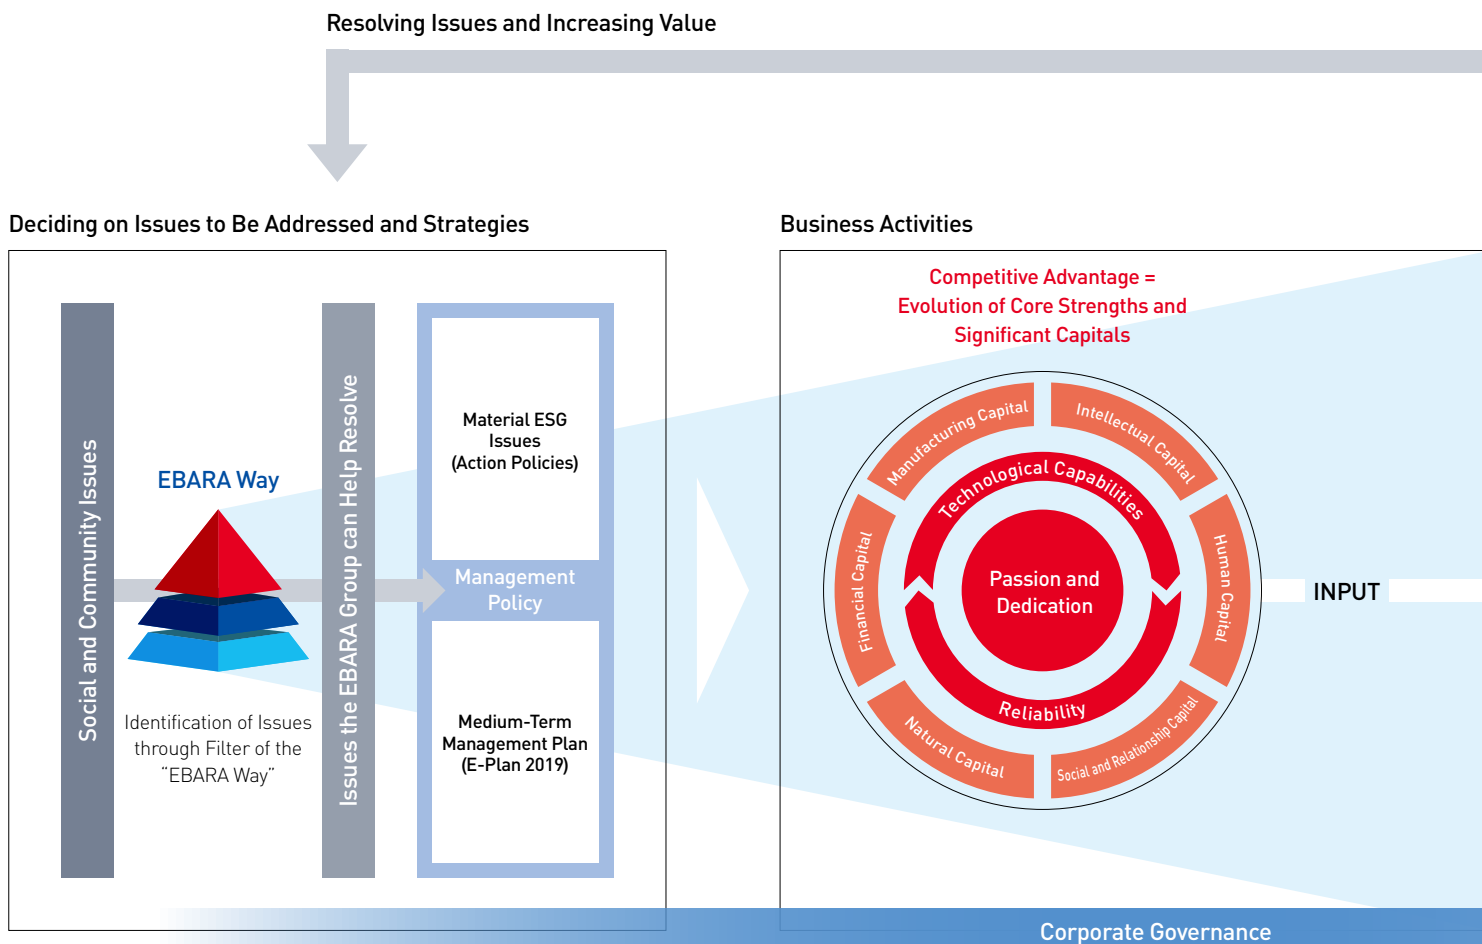 Resolving Issues and Increasing Value
Deciding on Issues to Be Addressed and Strategies
Social and Community Issues
EBARA Way
Identification of Issues
through Filter of the
“EBARA Way”
Issues the EBARA Group can Help Resolve
Material ESG
Issues
(Action Policies)
Management
Policy
Medium-Term
Management Plan
(E-Plan 2019)
Business Activities
Competitive Advantage =
Evolution of Core Strengths and
Significant Capitals
Manufacturing Capital
Intellectual Capital
Human Capital
Social and Relationship Capital
Natural Capital
Financial Capital
Technological Capabilities
Reliability
Passion and
Dedication
INPUT
Corporate Governance